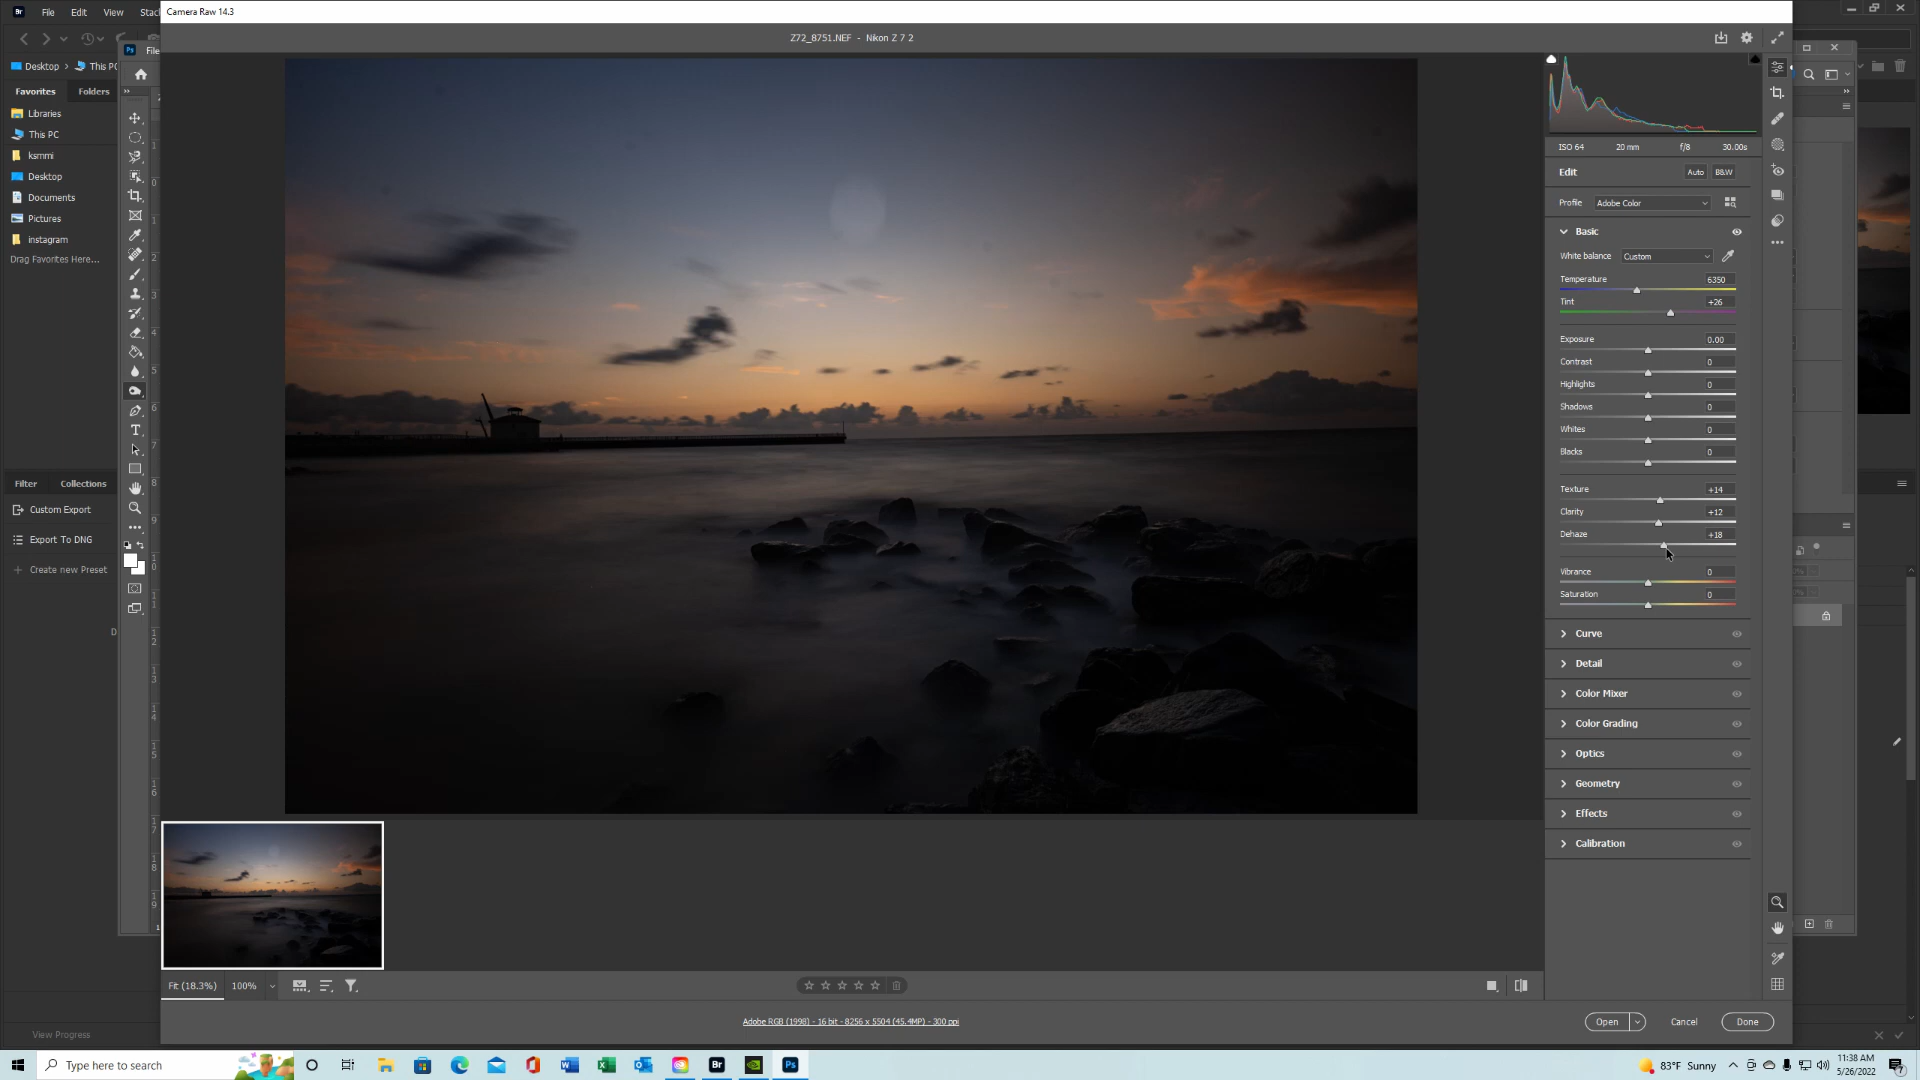 Camera Raw 14.3
Br File Edit View Stac
Z72_8751.NEF - Nikon Z 7 2
Ps File
Desktop > This PC
Favorites Folders
Libraries
This PC
ksmmi
Desktop
Documents
Pictures
instagram
Drag Favorites Here...
Filter Collections
Custom Export
Export To DNG
Create new Preset
View Progress
ISO 64 20 mm f/8 30.00s
Edit Auto B&W
Profile Adobe Color
Basic
White balance Custom
Temperature 6350
Tint +26
Exposure 0.00
Contrast 0
Highlights 0
Shadows 0
Whites 0
Blacks 0
Texture +14
Clarity +12
Dehaze +18
Vibrance 0
Saturation 0
Curve
Detail
Color Mixer
Color Grading
Optics
Geometry
Effects
Calibration
Fit (18.3%) 100%
Adobe RGB (1998) - 16 bit - 8256 x 5504 (45.4MP) - 300 ppi
Open Cancel Done
Type here to search
Br Ps
83°F Sunny
11:38 AM
5/26/2022